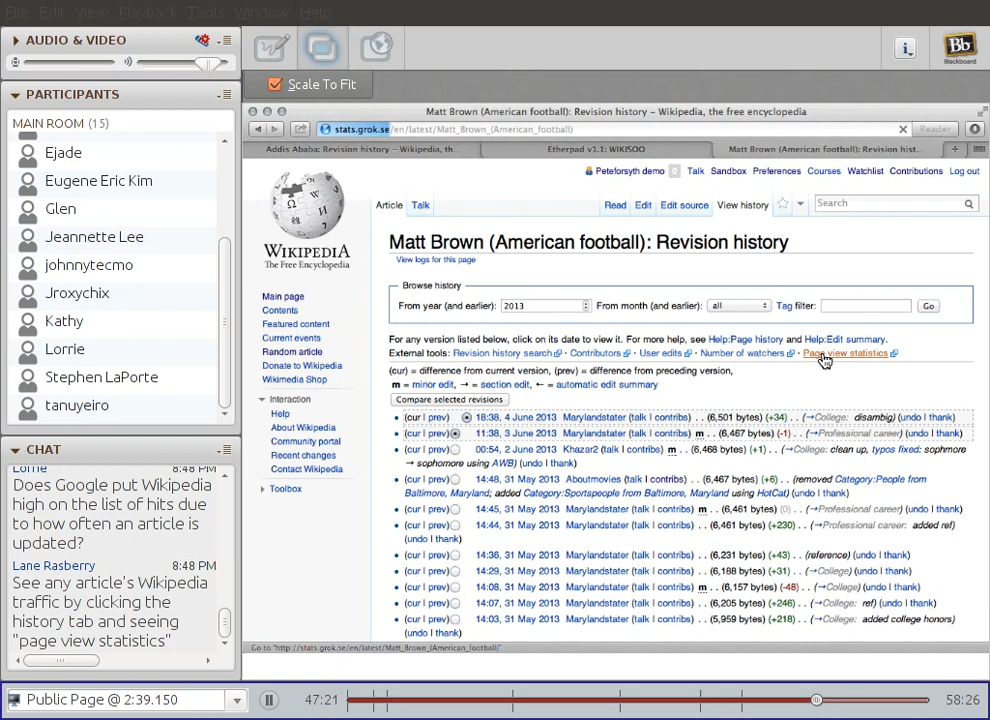 File Edit View Playback Tools Window Help
AUDIO & VIDEO
PARTICIPANTS
MAIN ROOM (15)
Ejade
Eugene Eric Kim
Glen
Jeannette Lee
johnnytecmo
Jroxychix
Kathy
Lorrie
Stephen LaPorte
tanuyeiro
CHAT
Lorrie 8:48 PM
Does Google put Wikipedia
high on the list of hits due
to how often an article is
updated?
Lane Rasberry 8:48 PM
See any article's Wikipedia
traffic by clicking the
history tab and seeing
"page view statistics"
Bb
Blackboard
Scale To Fit
Matt Brown (American football): Revision history – Wikipedia, the free encyclopedia
stats.grok.se/en/latest/Matt_Brown_(American_football)
Reader
Addis Ababa: Revision history – Wikipedia, th...
Etherpad v1.1: WIKISOO
Matt Brown (American football): Revision hist...
Peteforsyth demo 0 Talk Sandbox Preferences Courses Watchlist Contributions Log out
Article Talk Read Edit Edit source View history Search
WIKIPEDIA
The Free Encyclopedia
Main page
Contents
Featured content
Current events
Random article
Donate to Wikipedia
Wikimedia Shop
Interaction
Help
About Wikipedia
Community portal
Recent changes
Contact Wikipedia
Toolbox
Matt Brown (American football): Revision history
View logs for this page
Browse history
From year (and earlier): 2013 From month (and earlier): all Tag filter: Go
For any version listed below, click on its date to view it. For more help, see Help:Page history and Help:Edit summary.
External tools: Revision history search · Contributors · User edits · Number of watchers · Page view statistics
(cur) = difference from current version, (prev) = difference from preceding version,
m = minor edit, → = section edit, ← = automatic edit summary
Compare selected revisions
(cur | prev) 18:38, 4 June 2013 Marylandstater (talk | contribs) . . (6,501 bytes) (+34) . . (→College: disambig) (undo | thank)
(cur | prev) 11:38, 3 June 2013 Marylandstater (talk | contribs) m . . (6,467 bytes) (-1) . . (→Professional career) (undo | thank)
(cur | prev) 00:54, 2 June 2013 Khazar2 (talk | contribs) m . . (6,468 bytes) (+1) . . (→College: clean up, typos fixed: sophmore
→ sophomore using AWB) (undo | thank)
(cur | prev) 14:48, 31 May 2013 Aboutmovies (talk | contribs) . . (6,467 bytes) (+6) . . (removed Category:People from
Baltimore, Maryland; added Category:Sportspeople from Baltimore, Maryland using HotCat) (undo | thank)
(cur | prev) 14:45, 31 May 2013 Marylandstater (talk | contribs) m . . (6,461 bytes) (0) . . (→Professional career) (undo | thank)
(cur | prev) 14:44, 31 May 2013 Marylandstater (talk | contribs) . . (6,461 bytes) (+230) . . (→Professional career: added ref)
(undo | thank)
(cur | prev) 14:36, 31 May 2013 Marylandstater (talk | contribs) . . (6,231 bytes) (+43) . . (reference) (undo | thank)
(cur | prev) 14:29, 31 May 2013 Marylandstater (talk | contribs) . . (6,188 bytes) (+31) . . (→College) (undo | thank)
(cur | prev) 14:08, 31 May 2013 Marylandstater (talk | contribs) m . . (6,157 bytes) (-48) . . (→College) (undo | thank)
(cur | prev) 14:07, 31 May 2013 Marylandstater (talk | contribs) . . (6,205 bytes) (+246) . . (→College: ref) (undo | thank)
(cur | prev) 14:03, 31 May 2013 Marylandstater (talk | contribs) . . (5,959 bytes) (+218) . . (→College: added college honors)
(undo | thank)
Go to "http://stats.grok.se/en/latest/Matt_Brown_(American_football)"
Public Page @ 2:39.150
47:21
58:26